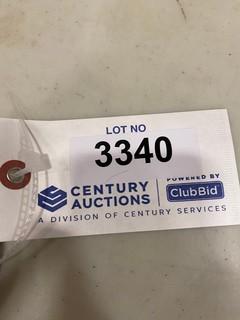 LOT NO
3340
CENTURY AUCTIONS
POWERED BY
ClubBid
A DIVISION OF CENTURY SERVICES